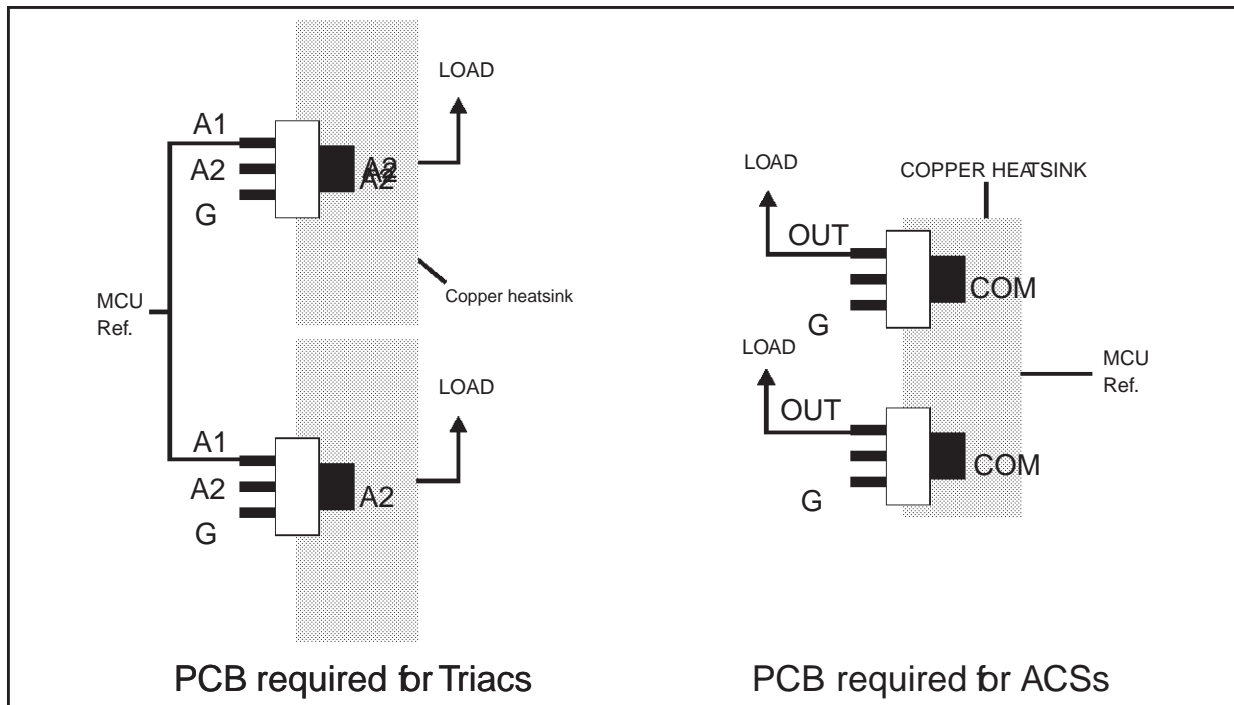 LOAD
A1
A2
A2
G
MCU
Ref.
Copper heatsink
LOAD
A1
A2
A2
G
PCB required for Triacs
LOAD
COPPER HEATSINK
OUT
COM
G
LOAD
MCU
Ref.
OUT
COM
G
PCB required for ACSs